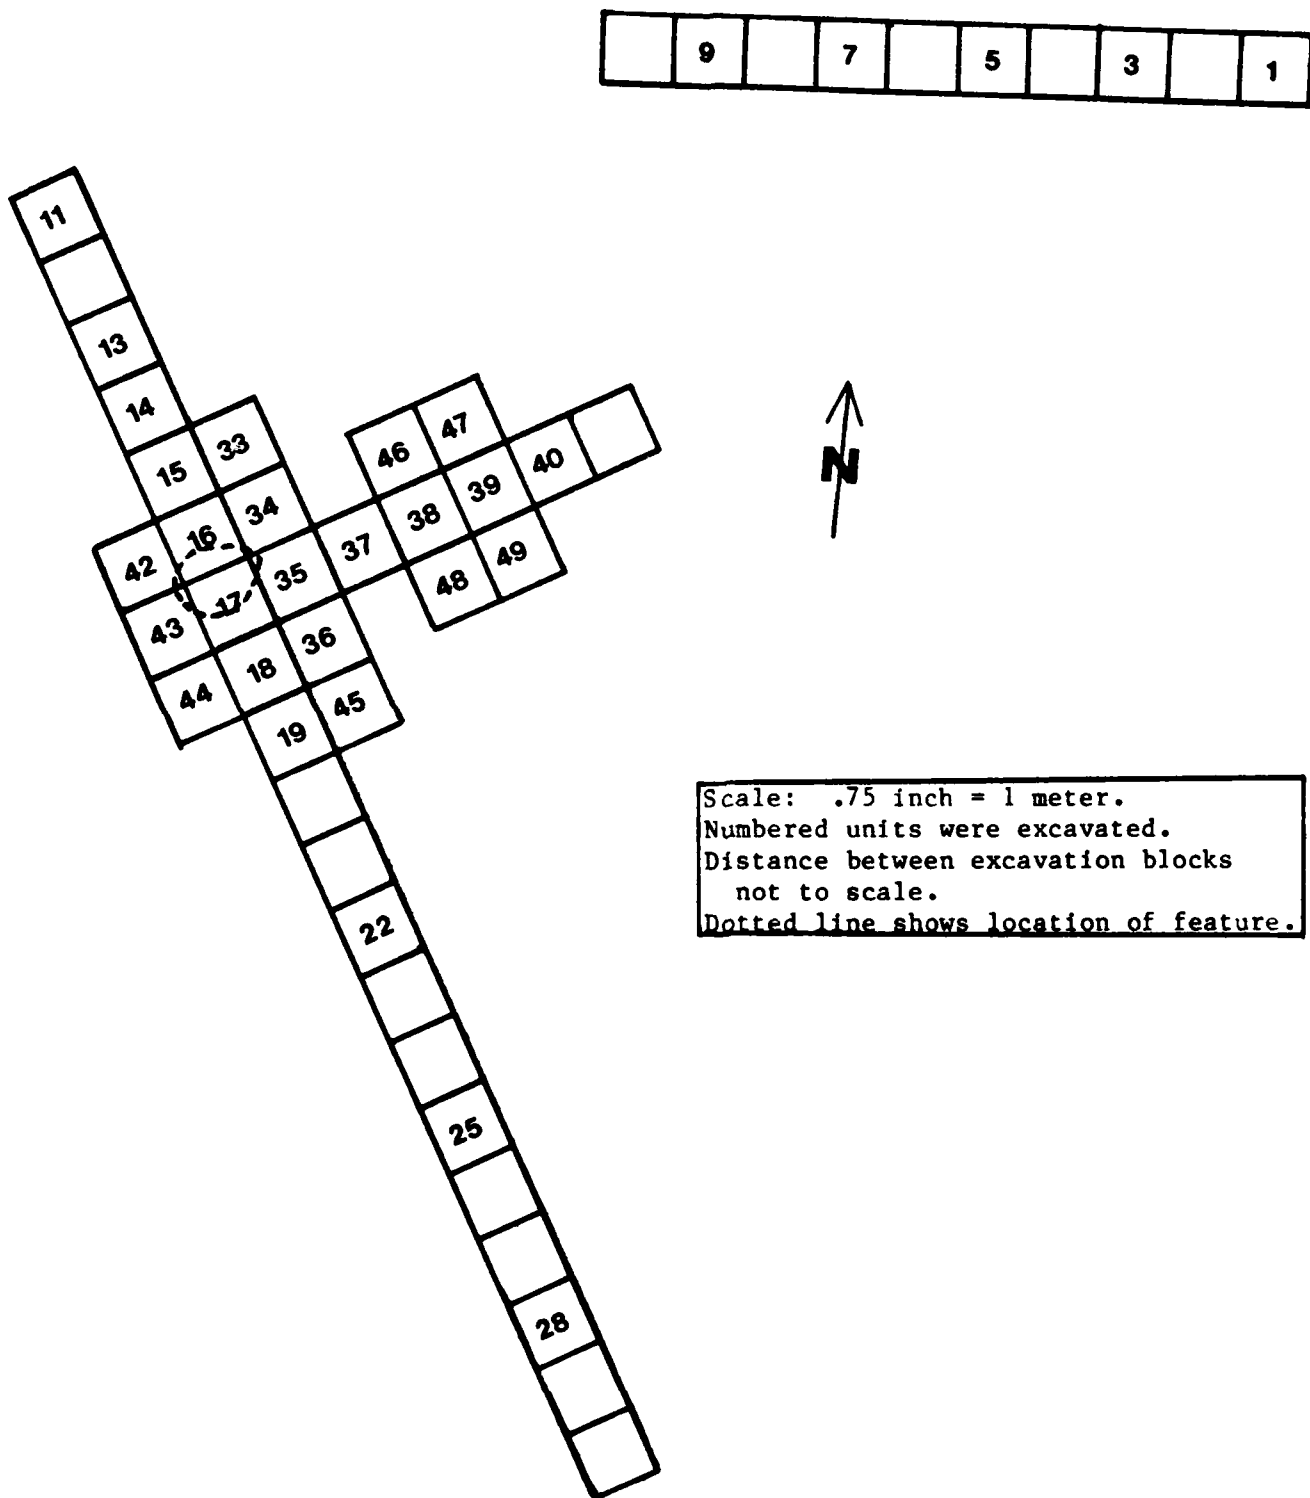 9 7 5 3 1
11
13
14
15 33
16 34
42
17 35 37 38 39 40
46 47
43
18 36
48 49
44
19 45
N
22
25
28
Scale: .75 inch = 1 meter.
Numbered units were excavated.
Distance between excavation blocks
not to scale.
Dotted line shows location of feature.